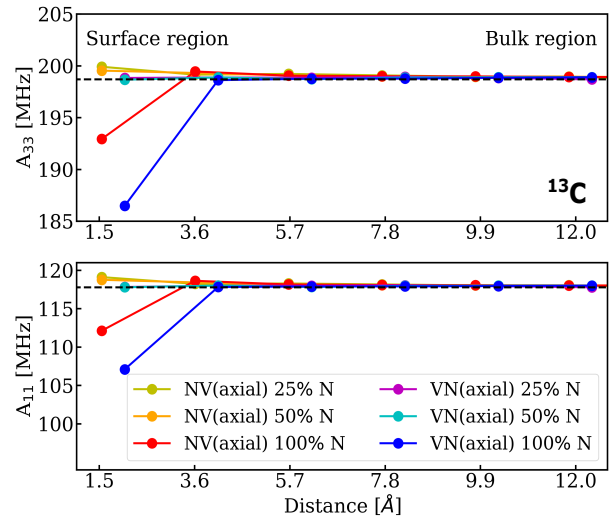 205
200
195
190
185
A33 [MHz]
Surface region
Bulk region
13C
1.5 3.6 5.7 7.8 9.9 12.0
120
115
110
105
100
A11 [MHz]
NV(axial) 25% N
NV(axial) 50% N
NV(axial) 100% N
VN(axial) 25% N
VN(axial) 50% N
VN(axial) 100% N
1.5 3.6 5.7 7.8 9.9 12.0
Distance [Å]